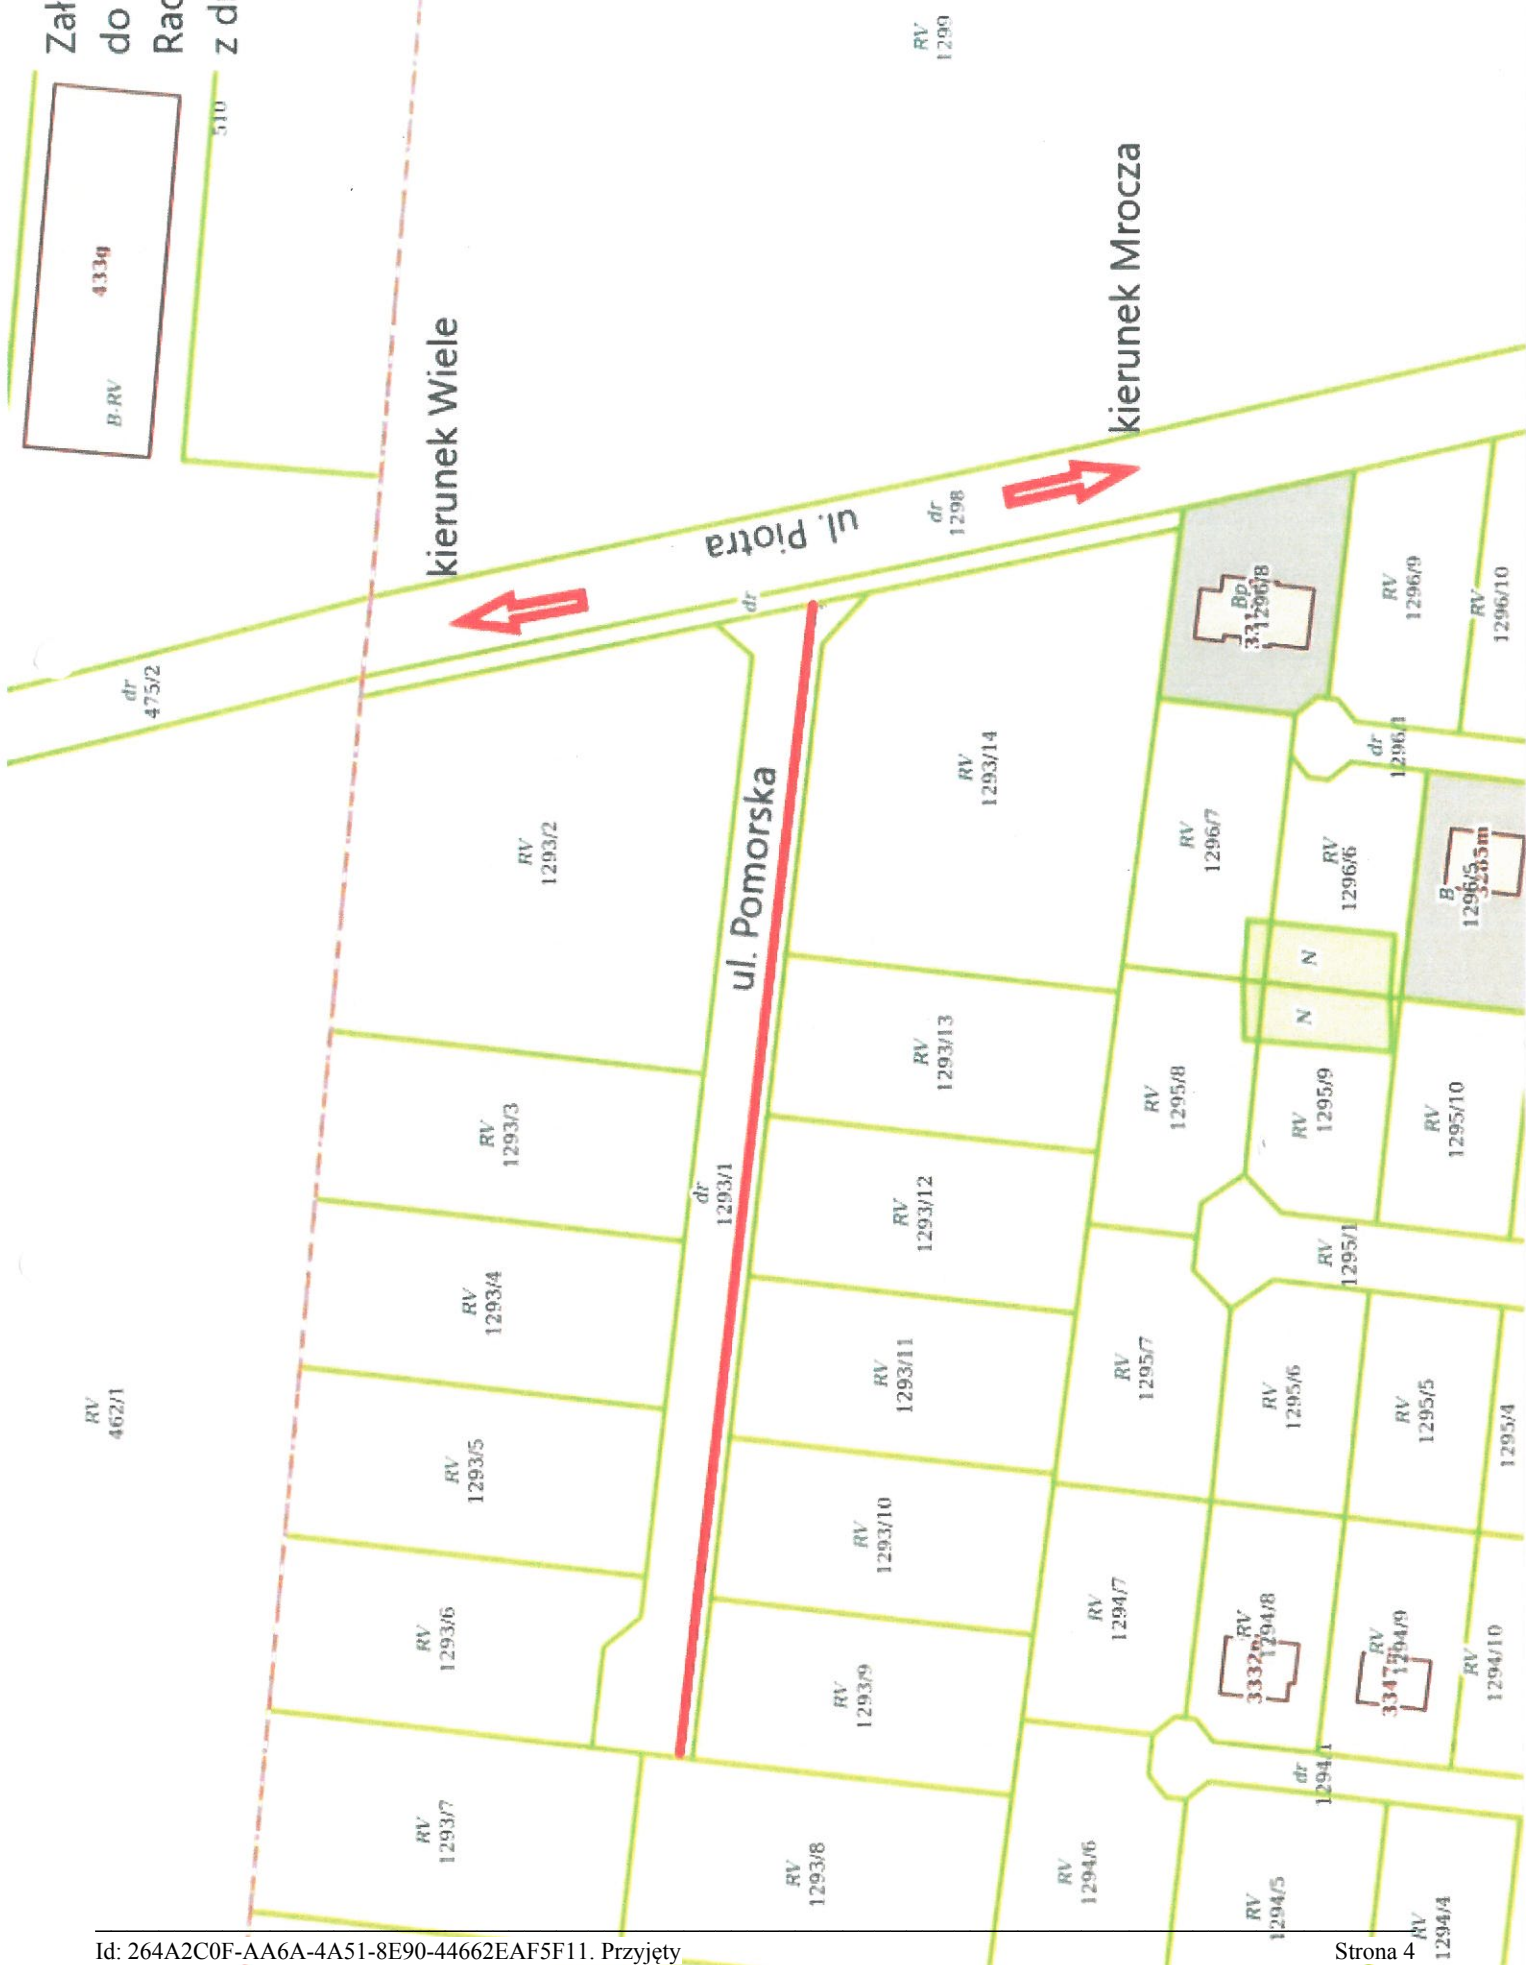 Zał
do
Rad
z d
433g
B-RV
510
kierunek Wiele
kierunek Mrocza
ul. Piotra
ul. Pomorska
RV
1299
dr
475/2
dr
1298
dr
RV
462/1
RV
1293/2
RV
1293/3
RV
1293/4
RV
1293/5
RV
1293/6
RV
1293/7
dr
1293/1
RV
1293/14
RV
1293/13
RV
1293/12
RV
1293/11
RV
1293/10
RV
1293/9
RV
1293/8
Bp
1296/8
RV
1296/9
RV
1296/10
dr
1296/1
RV
1296/7
RV
1296/6
B
1296/5
3285m
N
N
RV
1295/8
RV
1295/9
RV
1295/10
RV
1295/1
RV
1295/7
RV
1295/6
RV
1295/5
1295/4
RV
1294/7
RV
1294/8
RV
1294/9
RV
1294/10
dr
1294/1
RV
1294/6
RV
1294/5
RV
1294/4
Id: 264A2C0F-AA6A-4A51-8E90-44662EAF5F11. Przyjęty
Strona 4